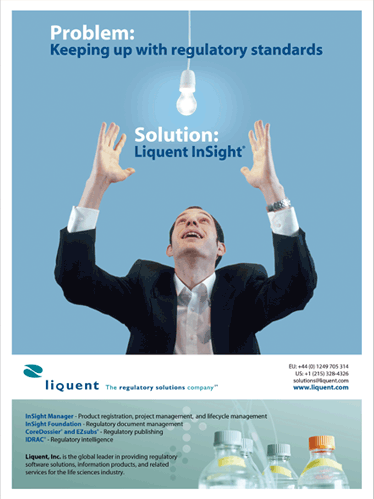 Problem:
Keeping up with regulatory standards
Solution:
Liquent InSight®
EU: +44 (0) 1249 705 314
US: +1 (215) 328-4326
solutions@liquent.com
www.liquent.com
liquent The regulatory solutions company℠
InSight Manager - Product registration, project management, and lifecycle management
InSight Foundation - Regulatory document management
CoreDossier® and EZsubs® - Regulatory publishing
IDRAC® - Regulatory intelligence
Liquent, Inc. is the global leader in providing regulatory
software solutions, information products, and related
services for the life sciences industry.